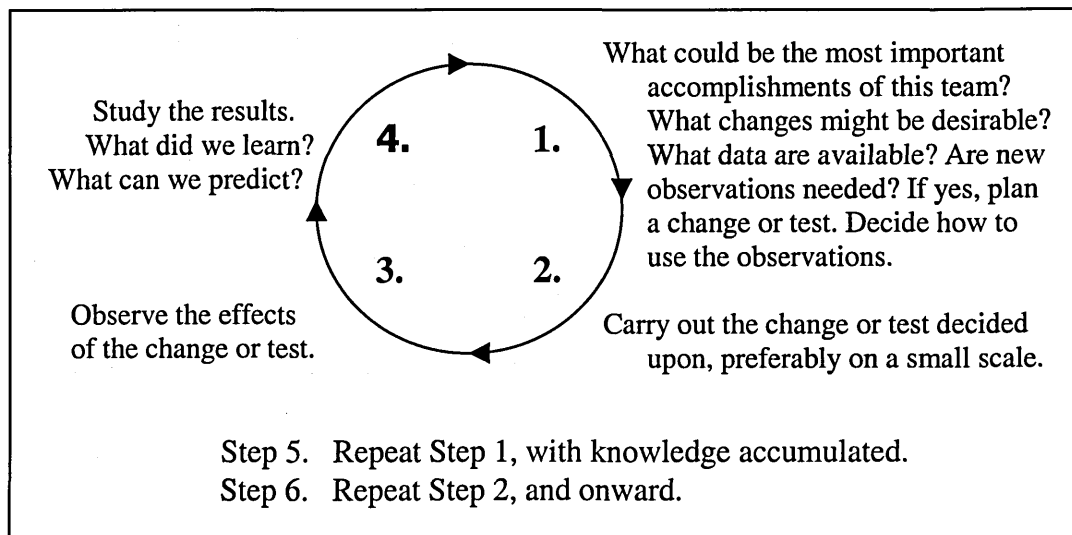 1.
What could be the most important
accomplishments of this team?
What changes might be desirable?
What data are available? Are new
observations needed? If yes, plan
a change or test. Decide how to
use the observations.
2.
Carry out the change or test decided
upon, preferably on a small scale.
3.
Observe the effects
of the change or test.
4.
Study the results.
What did we learn?
What can we predict?
Step 5. Repeat Step 1, with knowledge accumulated.
Step 6. Repeat Step 2, and onward.